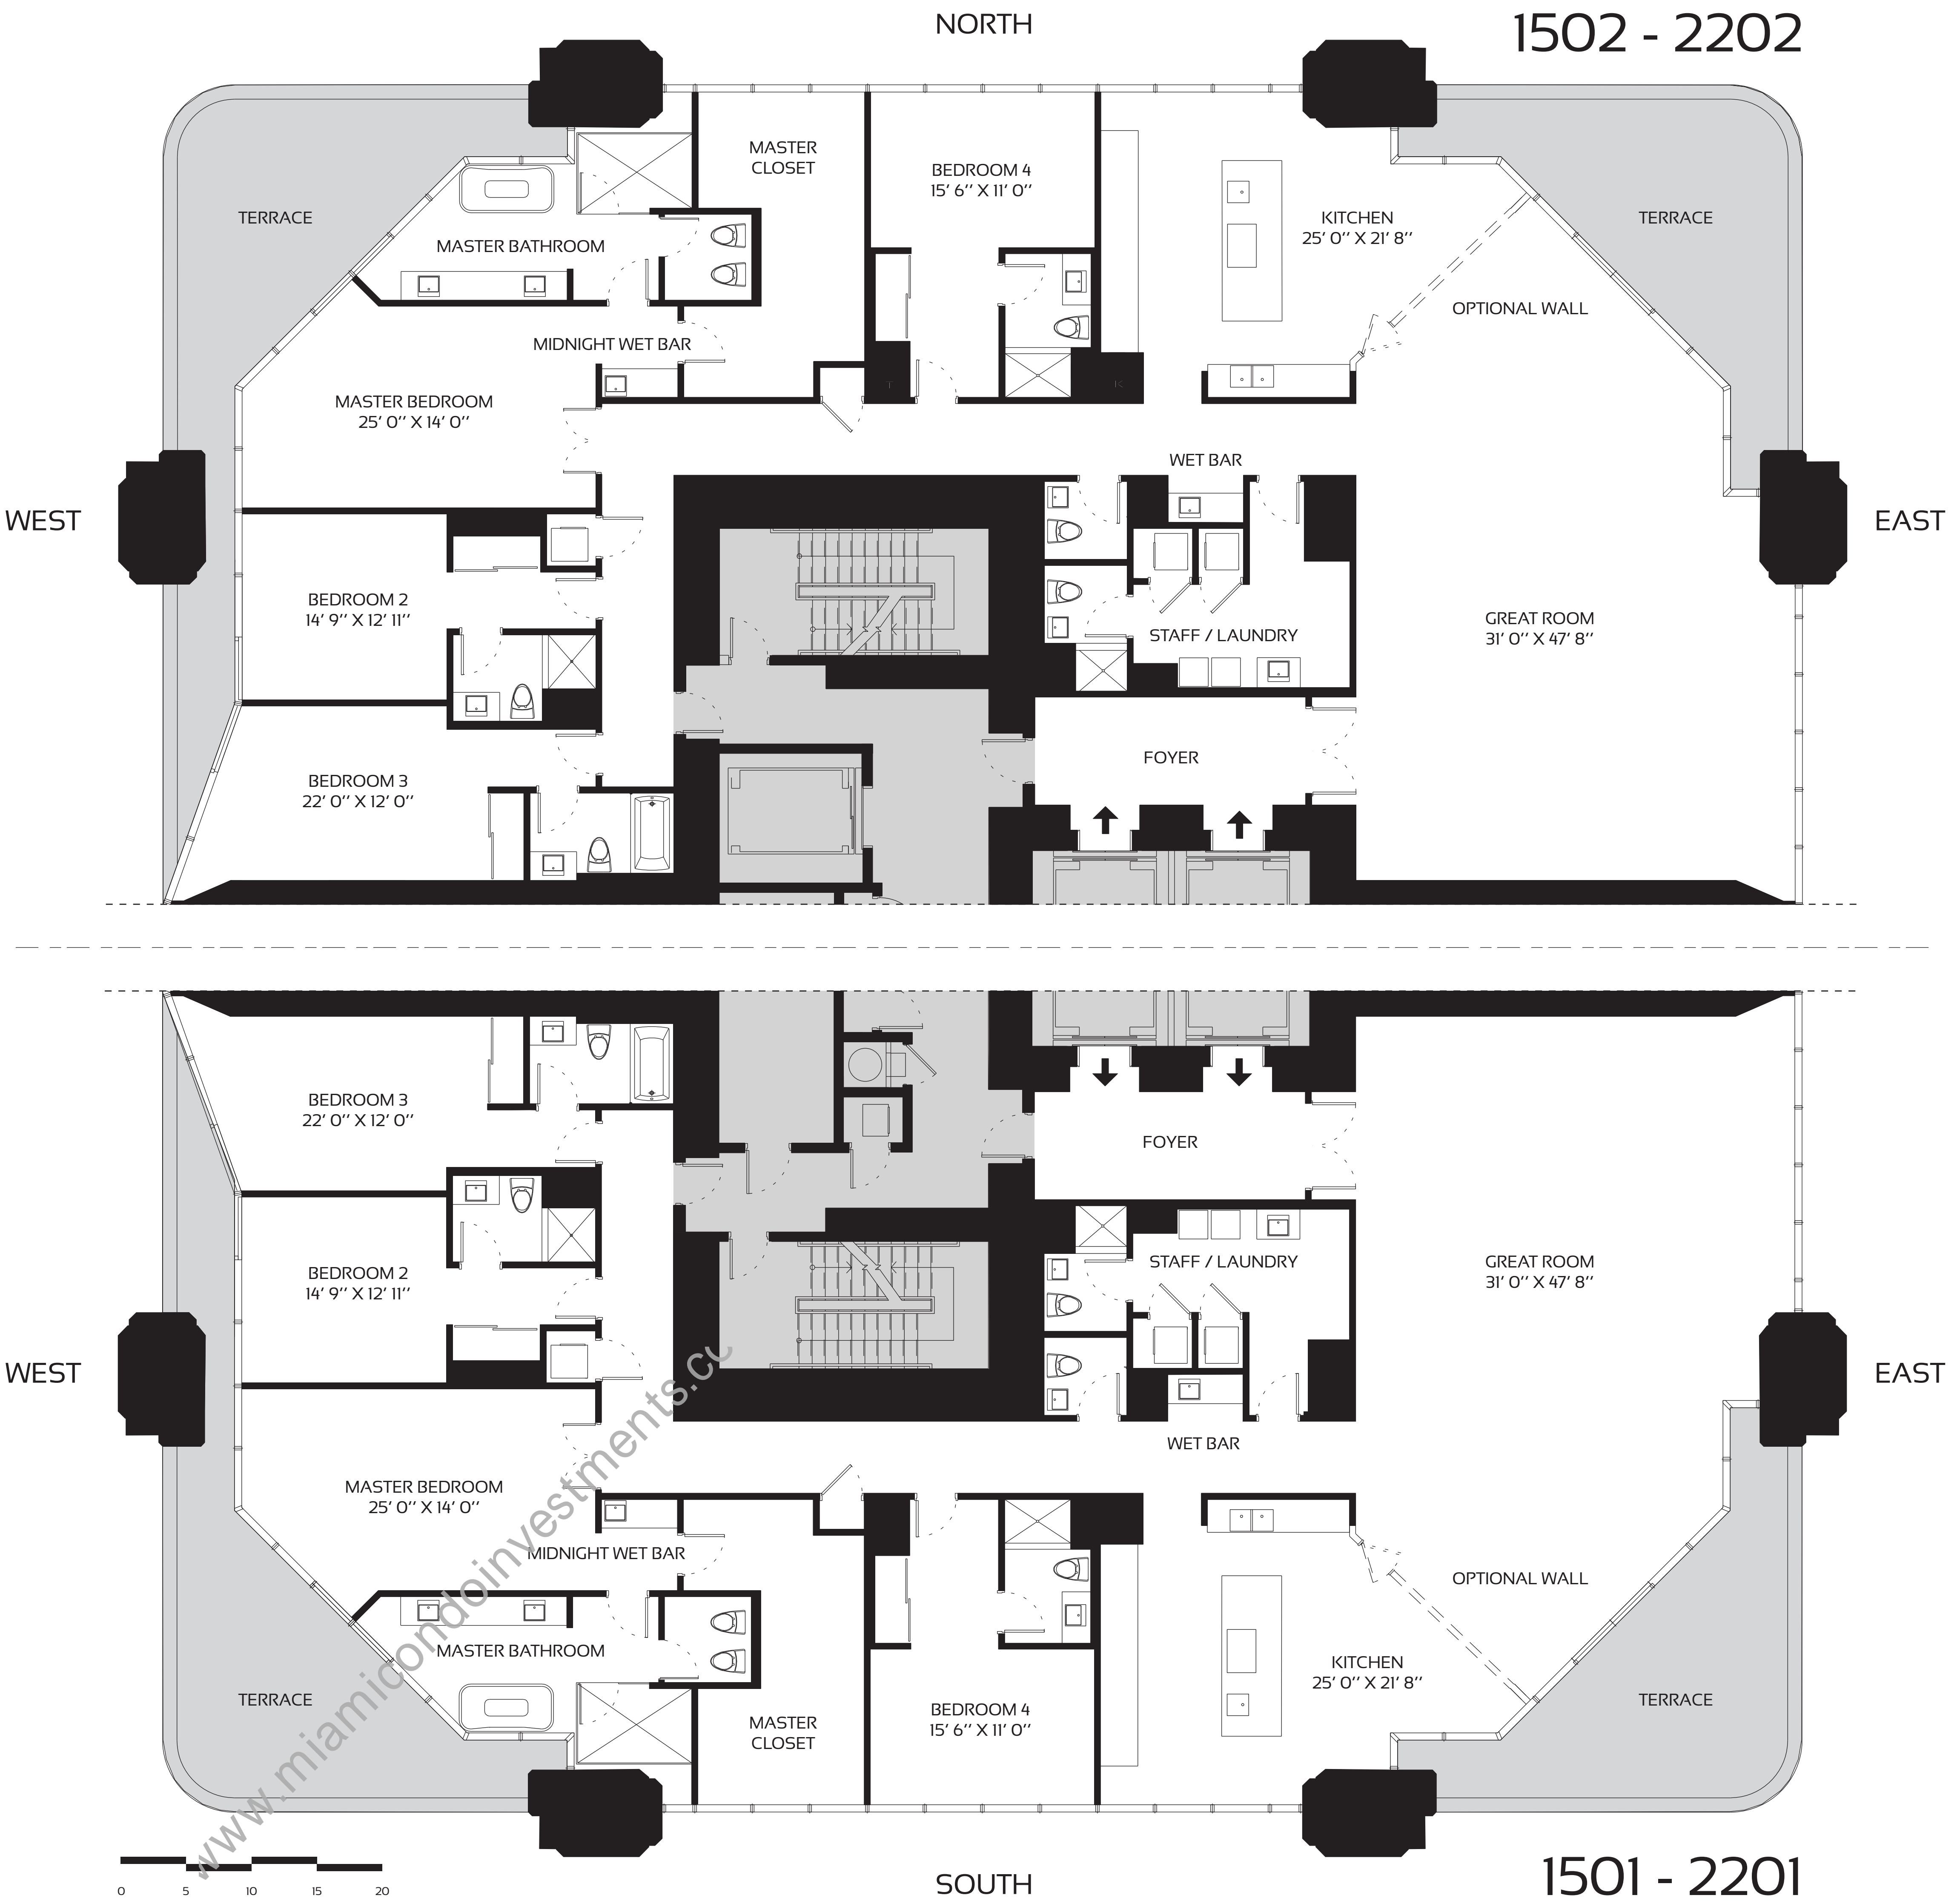 NORTH
1502 - 2202
MASTER
CLOSET
BEDROOM 4
15' 6'' X 11' 0''
TERRACE
MASTER BATHROOM
KITCHEN
25' 0'' X 21' 8''
TERRACE
OPTIONAL WALL
MIDNIGHT WET BAR
MASTER BEDROOM
25' 0'' X 14' 0''
WET BAR
WEST
EAST
BEDROOM 2
14' 9'' X 12' 11''
STAFF / LAUNDRY
GREAT ROOM
31' 0'' X 47' 8''
FOYER
BEDROOM 3
22' 0'' X 12' 0''
BEDROOM 3
22' 0'' X 12' 0''
FOYER
STAFF / LAUNDRY
GREAT ROOM
31' 0'' X 47' 8''
BEDROOM 2
14' 9'' X 12' 11''
WEST
EAST
WET BAR
MASTER BEDROOM
25' 0'' X 14' 0''
MIDNIGHT WET BAR
OPTIONAL WALL
MASTER BATHROOM
KITCHEN
25' 0'' X 21' 8''
TERRACE
MASTER
CLOSET
BEDROOM 4
15' 6'' X 11' 0''
TERRACE
www.miamicondoinvestments.cc
0 5 10 15 20
SOUTH
1501 - 2201